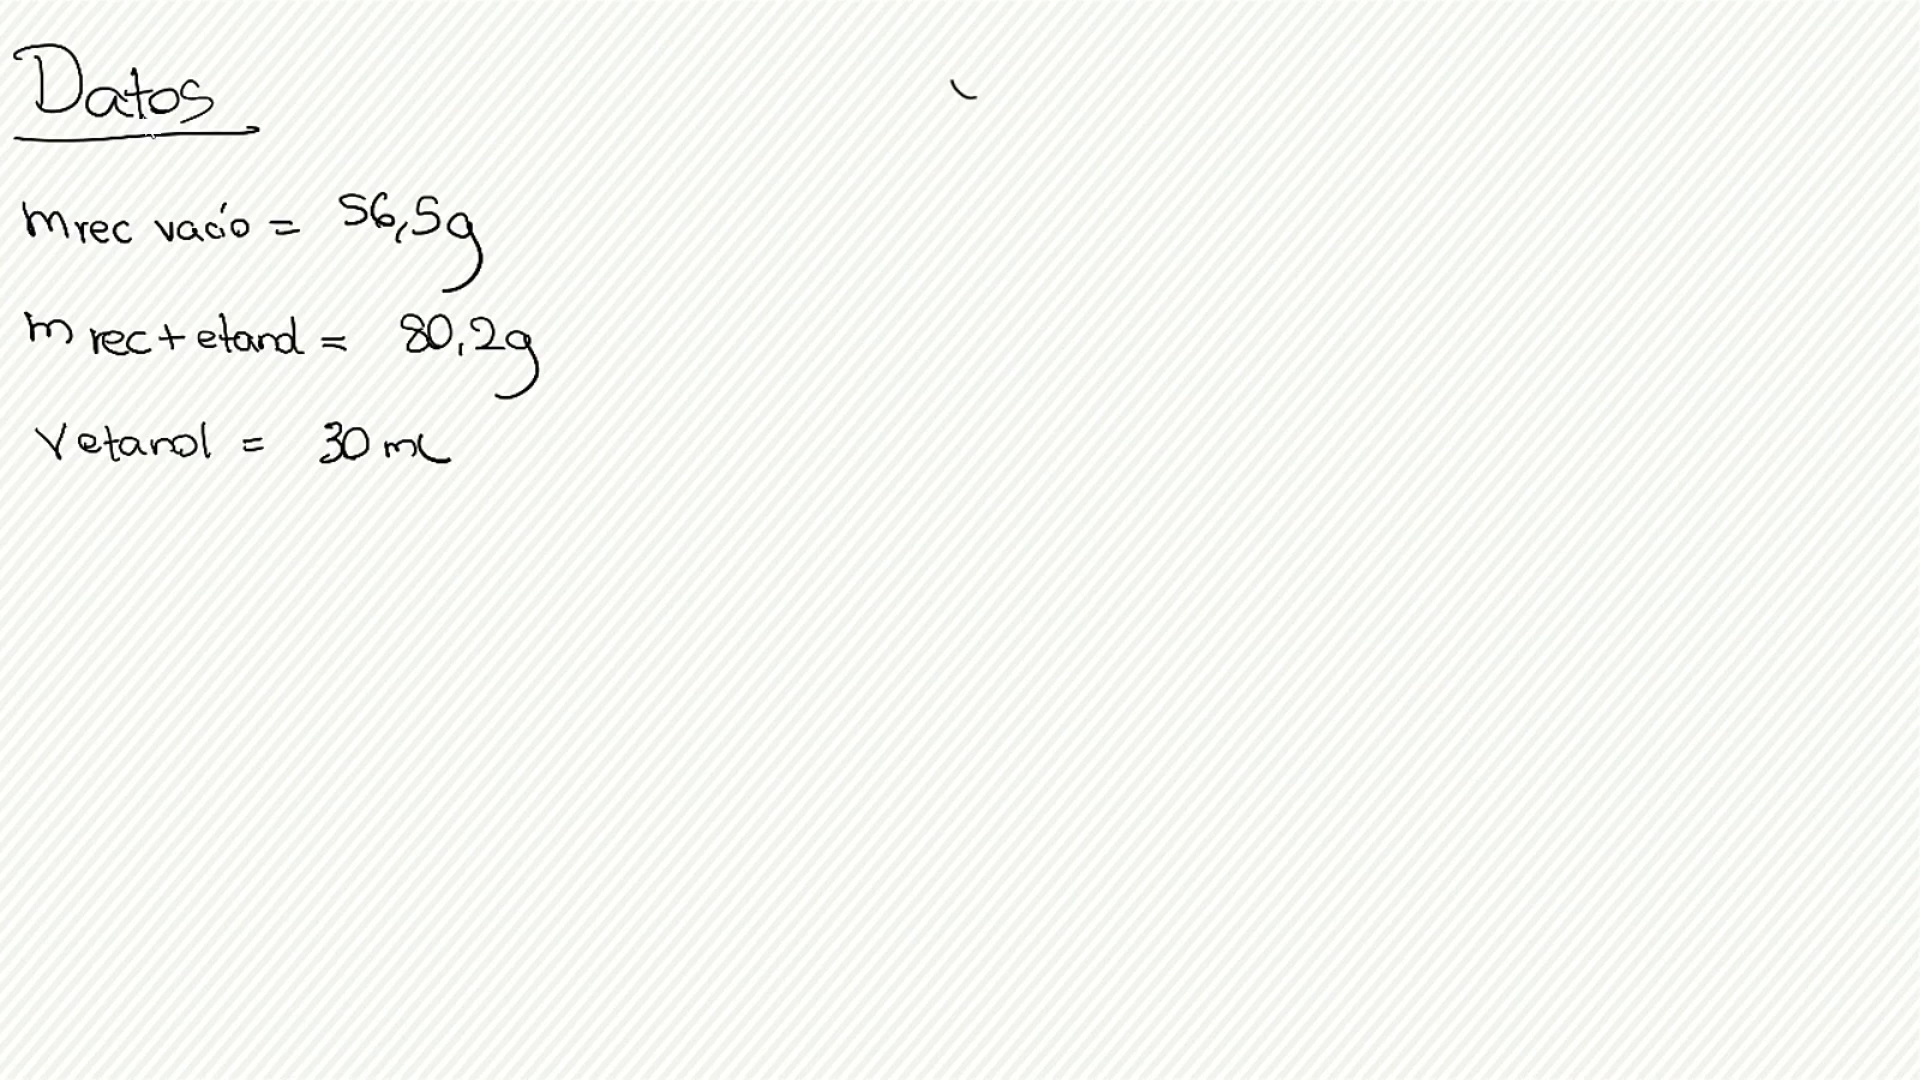 Datos
mrec vacío = 56,5g
m rec + etanol = 80,2g
Vetanol = 30 mL